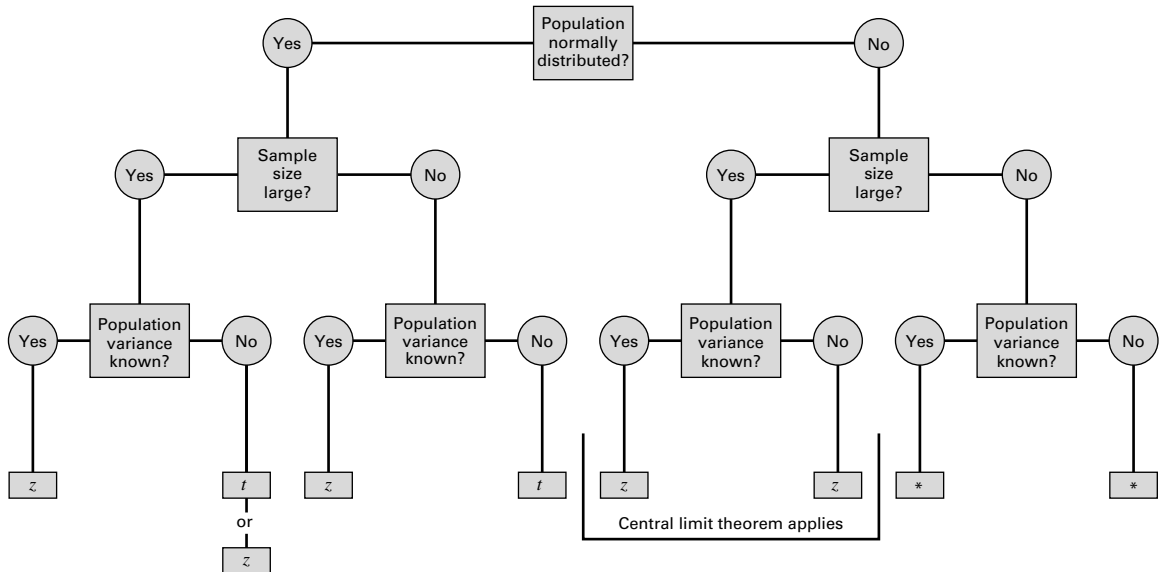 Population
normally
distributed?
Yes
No
Sample
size
large?
Yes
No
Sample
size
large?
Yes
No
Population
variance
known?
Yes
No
Population
variance
known?
Yes
No
Population
variance
known?
Yes
No
Population
variance
known?
Yes
No
z
t
or
z
z
t
z
z
Central limit theorem applies
*
*